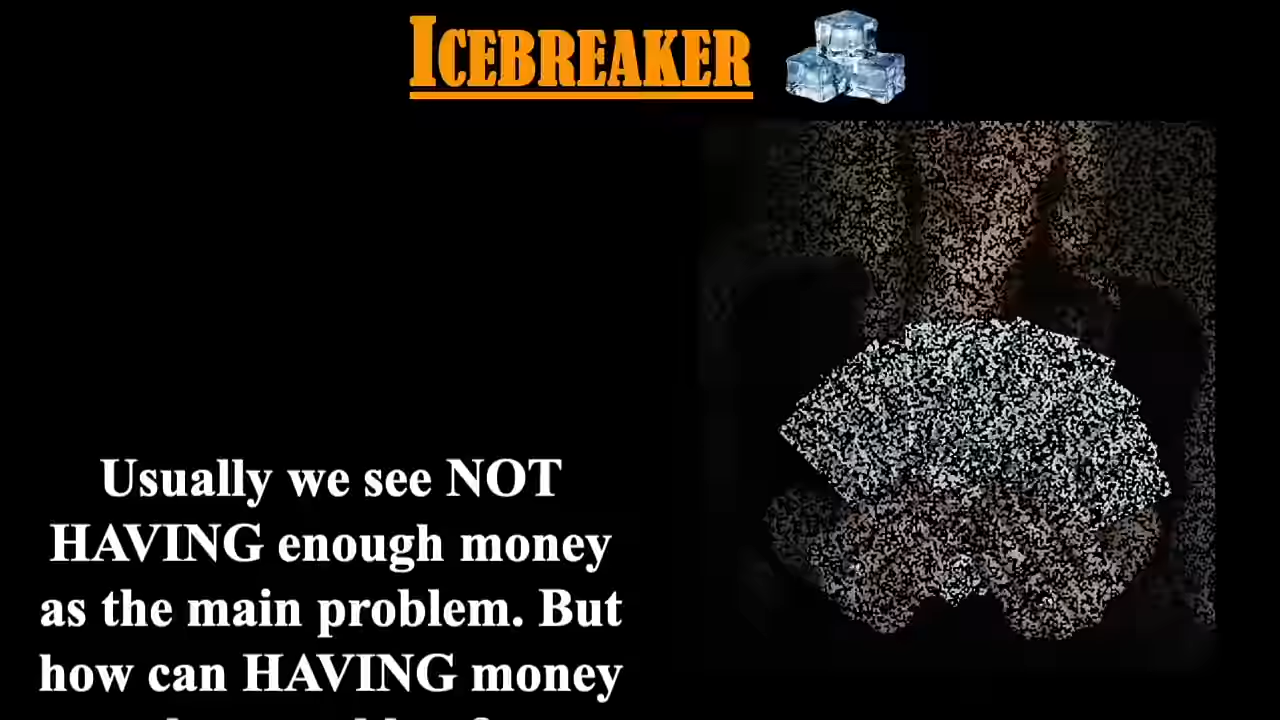 ICEBREAKER
Usually we see NOT
HAVING enough money
as the main problem. But
how can HAVING money